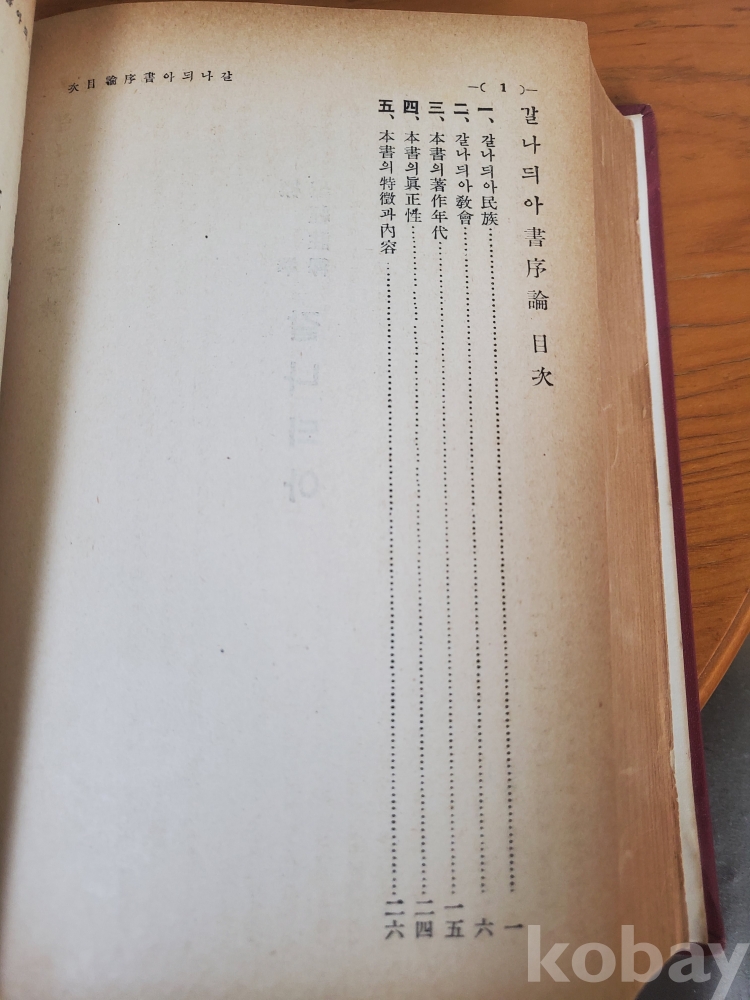 갈나듸아書序論目次
—( 1 )—
갈나듸아書序論 目次
一、갈나듸아民族……一
二、갈나듸아敎會……六
三、本書의著作年代……一五
四、本書의眞正性……二四
五、本書의特徵과內容……二六
kobay